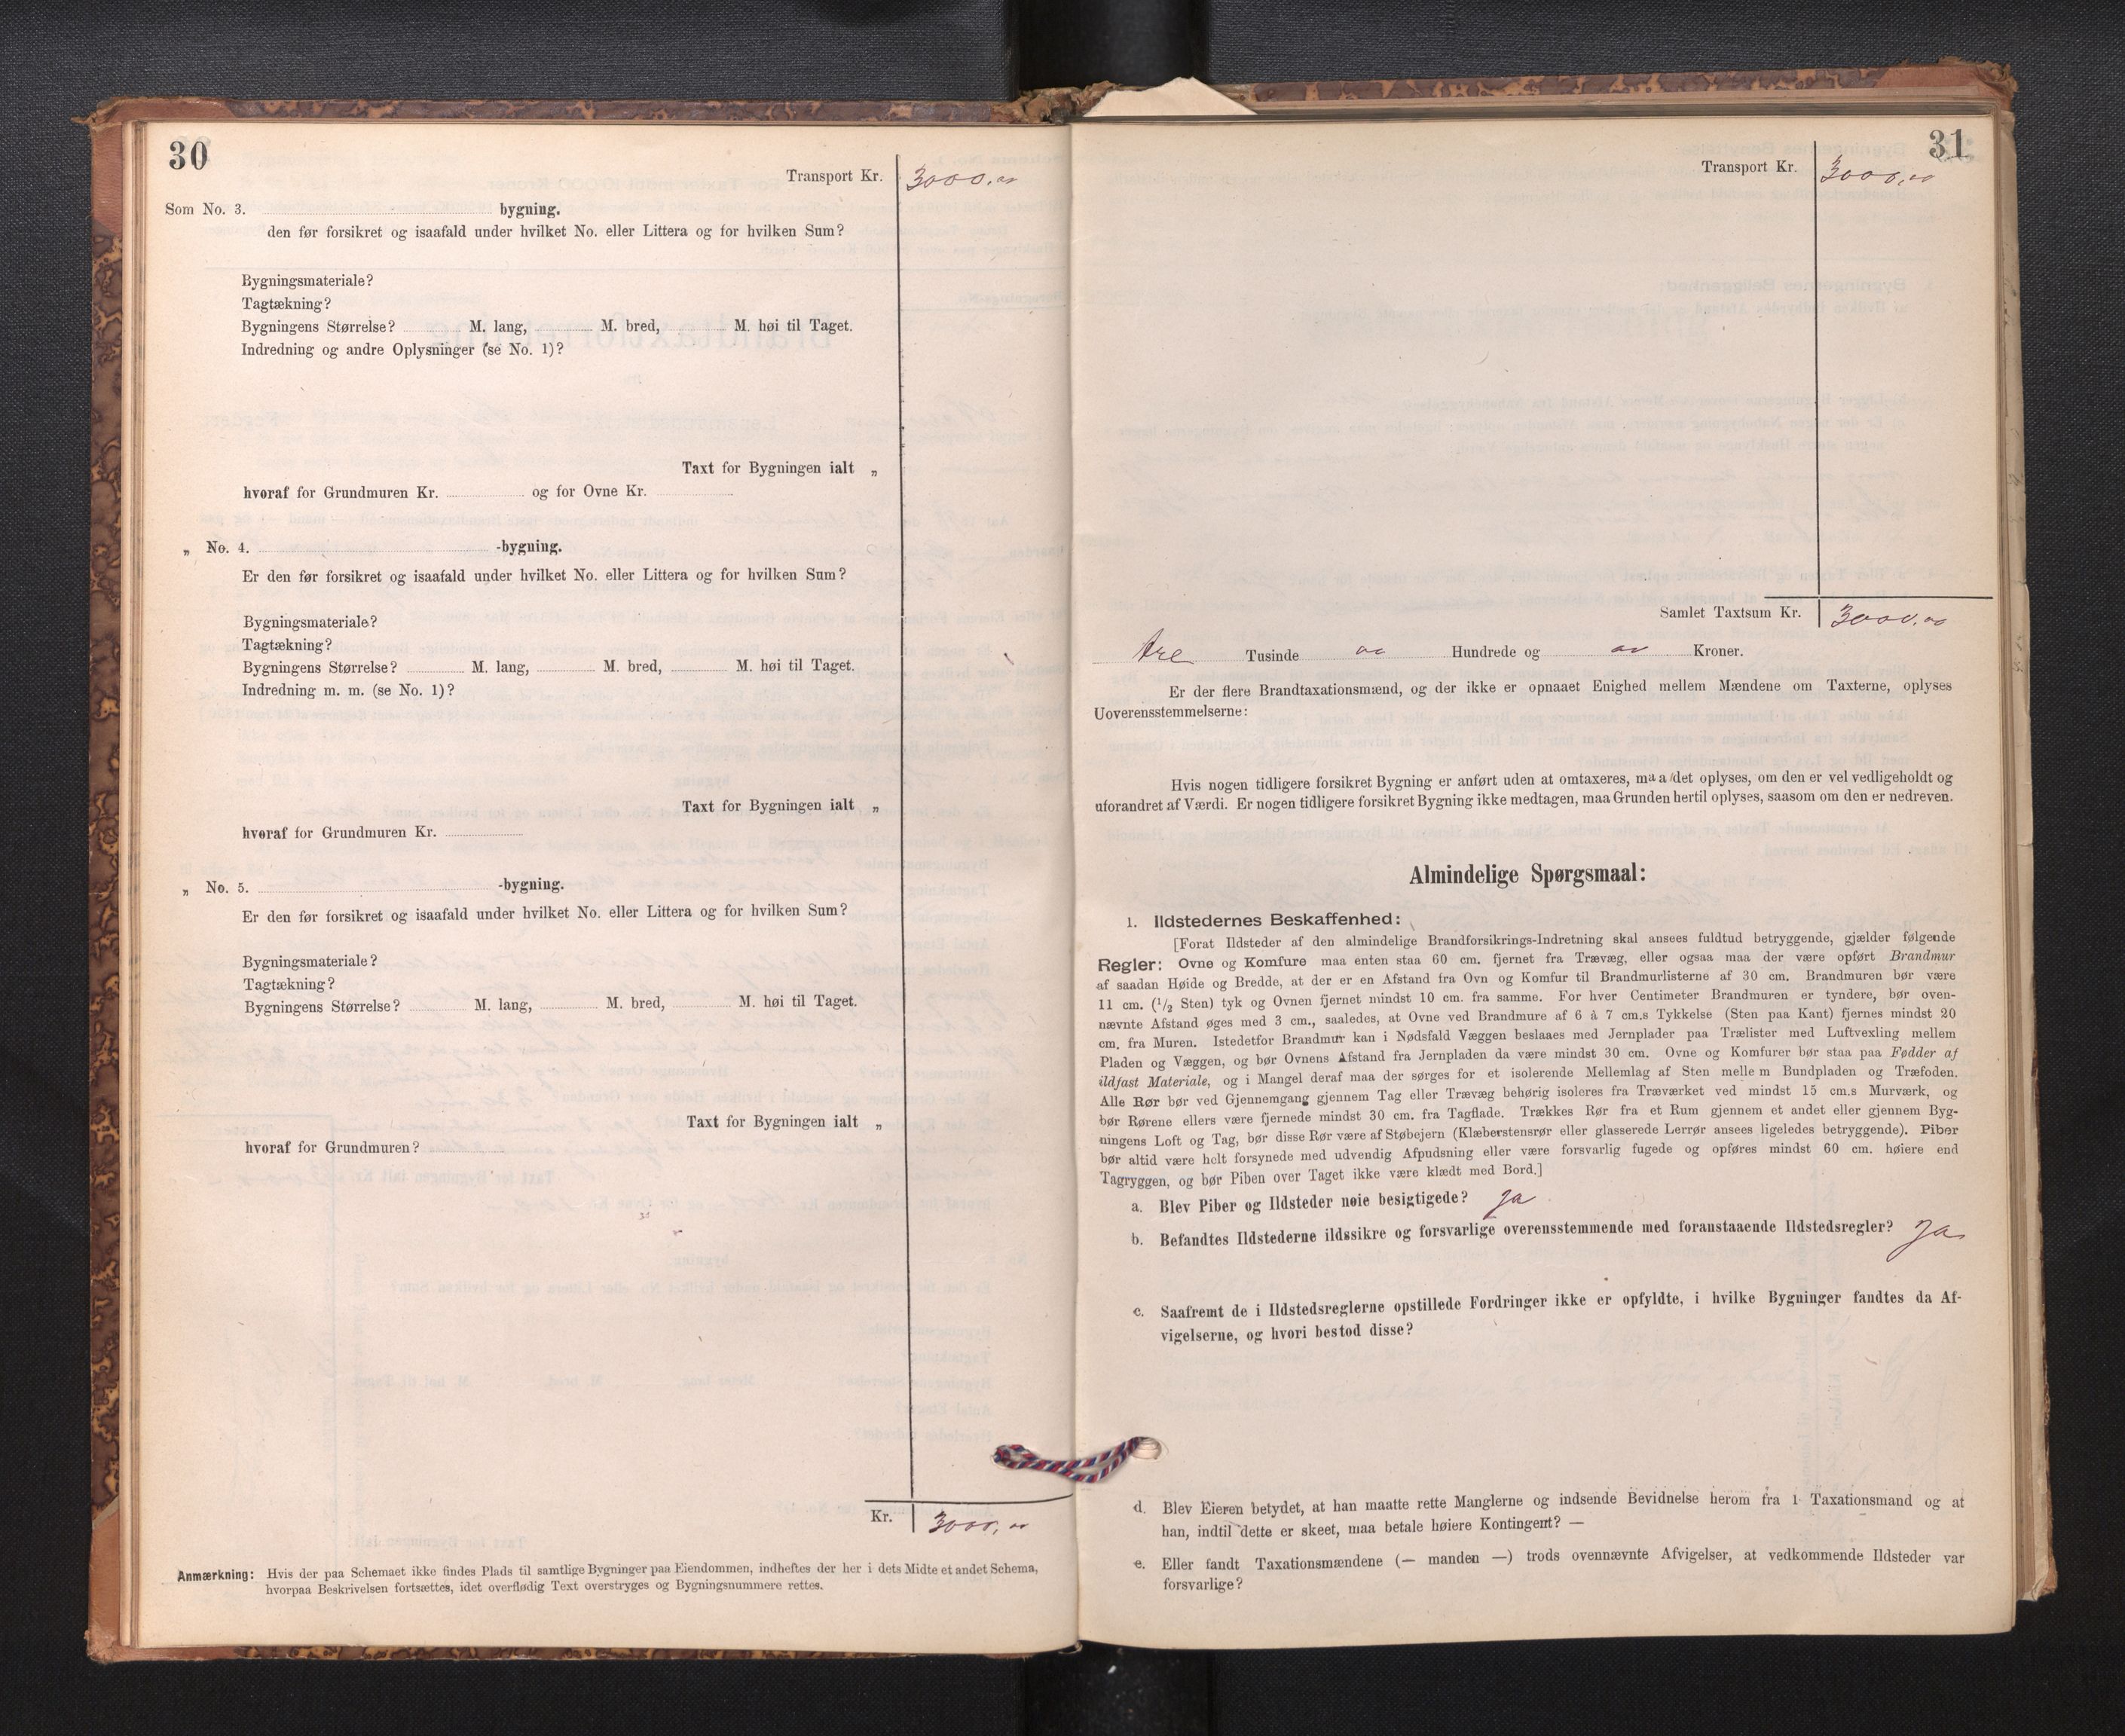 30
Transport Kr. 3000,00
Som No. 3. bygning.
den før forsikret og isaafald under hvilket No. eller Littera og for hvilken Sum?
Bygningsmateriale?
Tagtækning?
Bygningens Størrelse? M. lang, M. bred, M. høi til Taget.
Indredning og andre Oplysninger (se No. 1)?
Taxt for Bygningen ialt „
hvoraf for Grundmuren Kr. og for Ovne Kr.
„ No. 4. -bygning.
Er den før forsikret og isaafald under hvilket No. eller Littera og for hvilken Sum?
Bygningsmateriale?
Tagtækning?
Bygningens Størrelse? M. lang, M. bred, M. høi til Taget.
Indredning m. m. (se No. 1)?
Taxt for Bygningen ialt „
hvoraf for Grundmuren Kr.
„ No. 5. -bygning.
Er den før forsikret og isaafald under hvilket No. eller Littera og for hvilken Sum?
Bygningsmateriale?
Tagtækning?
Bygningens Størrelse? M. lang, M. bred, M. høi til Taget.
Taxt for Bygningen ialt „
hvoraf for Grundmuren?
Kr. 3000,00
Anmærkning: Hvis der paa Schemaet ikke findes Plads til samtlige Bygninger paa Eiendommen, indheftes der her i dets Midte et andet Schema,
hvorpaa Beskrivelsen fortsættes, idet overflødig Text overstryges og Bygningsnummere rettes.
31
Transport Kr. 3000,00
Samlet Taxtsum Kr. 3000,00
tre Tusinde 00 Hundrede og 00 Kroner.
Er der flere Brandtaxationsmænd, og der ikke er opnaaet Enighed mellem Mændene om Taxterne, oplyses
Uoverensstemmelserne:
Hvis nogen tidligere forsikret Bygning er anført uden at omtaxeres, maa det oplyses, om den er vel vedligeholdt og
uforandret af Værdi. Er nogen tidligere forsikret Bygning ikke medtagen, maa Grunden hertil oplyses, saasom om den er nedreven.
Almindelige Spørgsmaal:
1. Ildstedernes Beskaffenhed:
[Forat Ildsteder af den almindelige Brandforsikrings-Indretning skal ansees fuldtud betryggende, gjælder følgende
Regler: Ovne og Komfure maa enten staa 60 cm. fjernet fra Trævæg, eller ogsaa maa der være opført Brandmur
af saadan Høide og Bredde, at der er en Afstand fra Ovn og Komfur til Brandmurlisterne af 30 cm. Brandmuren bør være
11 cm. (1/2 Sten) tyk og Ovnen fjernet mindst 10 cm. fra samme. For hver Centimeter Brandmuren er tyndere, bør oven-
nævnte Afstand øges med 3 cm., saaledes, at Ovne ved Brandmure af 6 à 7 cm.s Tykkelse (Sten paa Kant) fjernes mindst 20
cm. fra Muren. Istedetfor Brandmur kan i Nødsfald Væggen beslaaes med Jernplader paa Trælister med Luftvexling mellem
Pladen og Væggen, og bør Ovnens Afstand fra Jernpladen da være mindst 30 cm. Ovne og Komfurer bør staa paa Fødder af
ildfast Materiale, og i Mangel deraf maa der sørges for et isolerende Mellemlag af Sten mellem Bundpladen og Træfoden.
Alle Rør bør ved Gjennemgang gjennem Tag eller Trævæg behørig isoleres fra Træværket ved mindst 15 cm.s Murværk, og
bør Rørene ellers være fjernede mindst 30 cm. fra Tagflade. Trækkes Rør fra et Rum gjennem et andet eller gjennem Byg-
ningens Loft og Tag, bør disse Rør være af Støbejern (Klæberstensrør eller glasserede Lerrør ansees ligeledes betryggende). Piber
bør altid være helt forsynede med udvendig Afpudsning eller være forsvarlig fugede og opføres mindst 60 cm. høiere end
Tagryggen, og bør Piben over Taget ikke være klædt med Bord.]
a. Blev Piber og Ildsteder nøie besigtigede? ja
b. Befandtes Ildstederne ildssikre og forsvarlige overensstemmende med foranstaaende Ildstedsregler? ja
c. Saafremt de i Ildstedsreglerne opstillede Fordringer ikke er opfyldte, i hvilke Bygninger fandtes da Af-
vigelserne, og hvori bestod disse?
d. Blev Eieren betydet, at han maatte rette Manglerne og indsende Bevidnelse herom fra 1 Taxationsmand og at
han, indtil dette er skeet, maa betale høiere Kontingent? —
e. Eller fandt Taxationsmændene (— manden —) trods ovennævnte Afvigelser, at vedkommende Ildsteder var
forsvarlige?